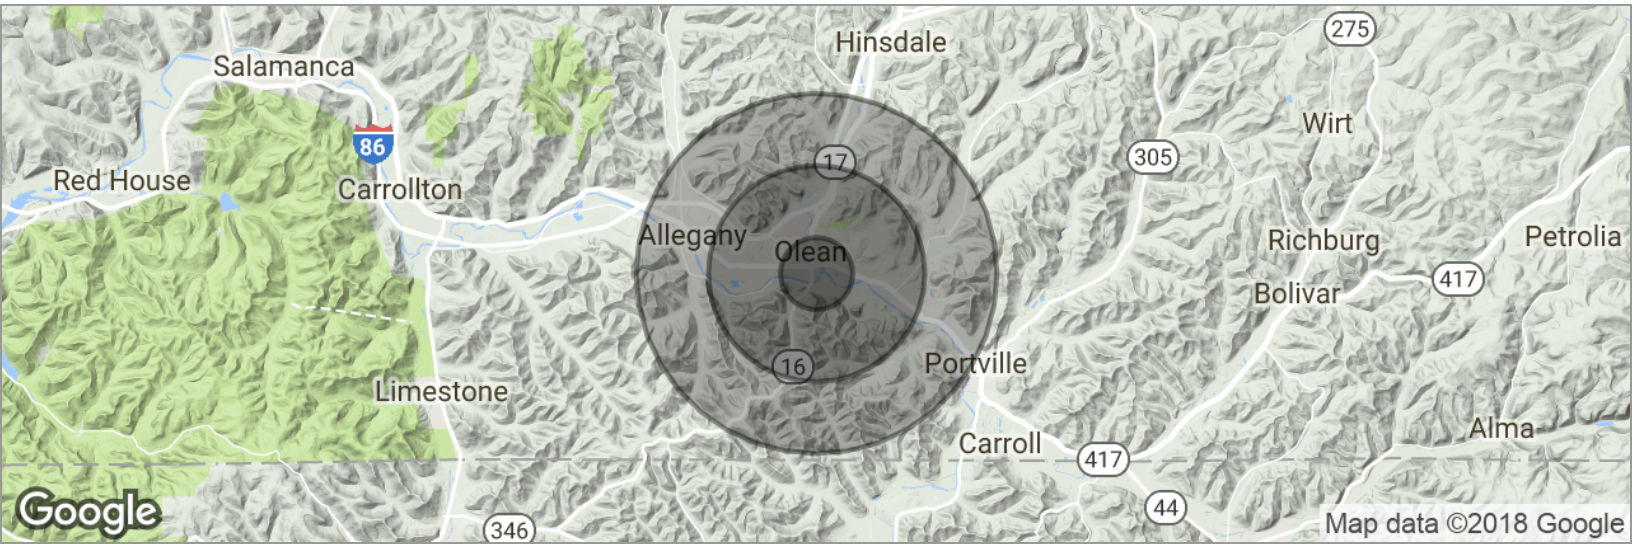 Hinsdale
275
Salamanca
Wirt
86
17
305
Red House
Carrollton
Allegany
Olean
Richburg
Petrolia
417
Bolivar
16
Portville
Limestone
Carroll
Alma
417
44
346
Google
Map data ©2018 Google